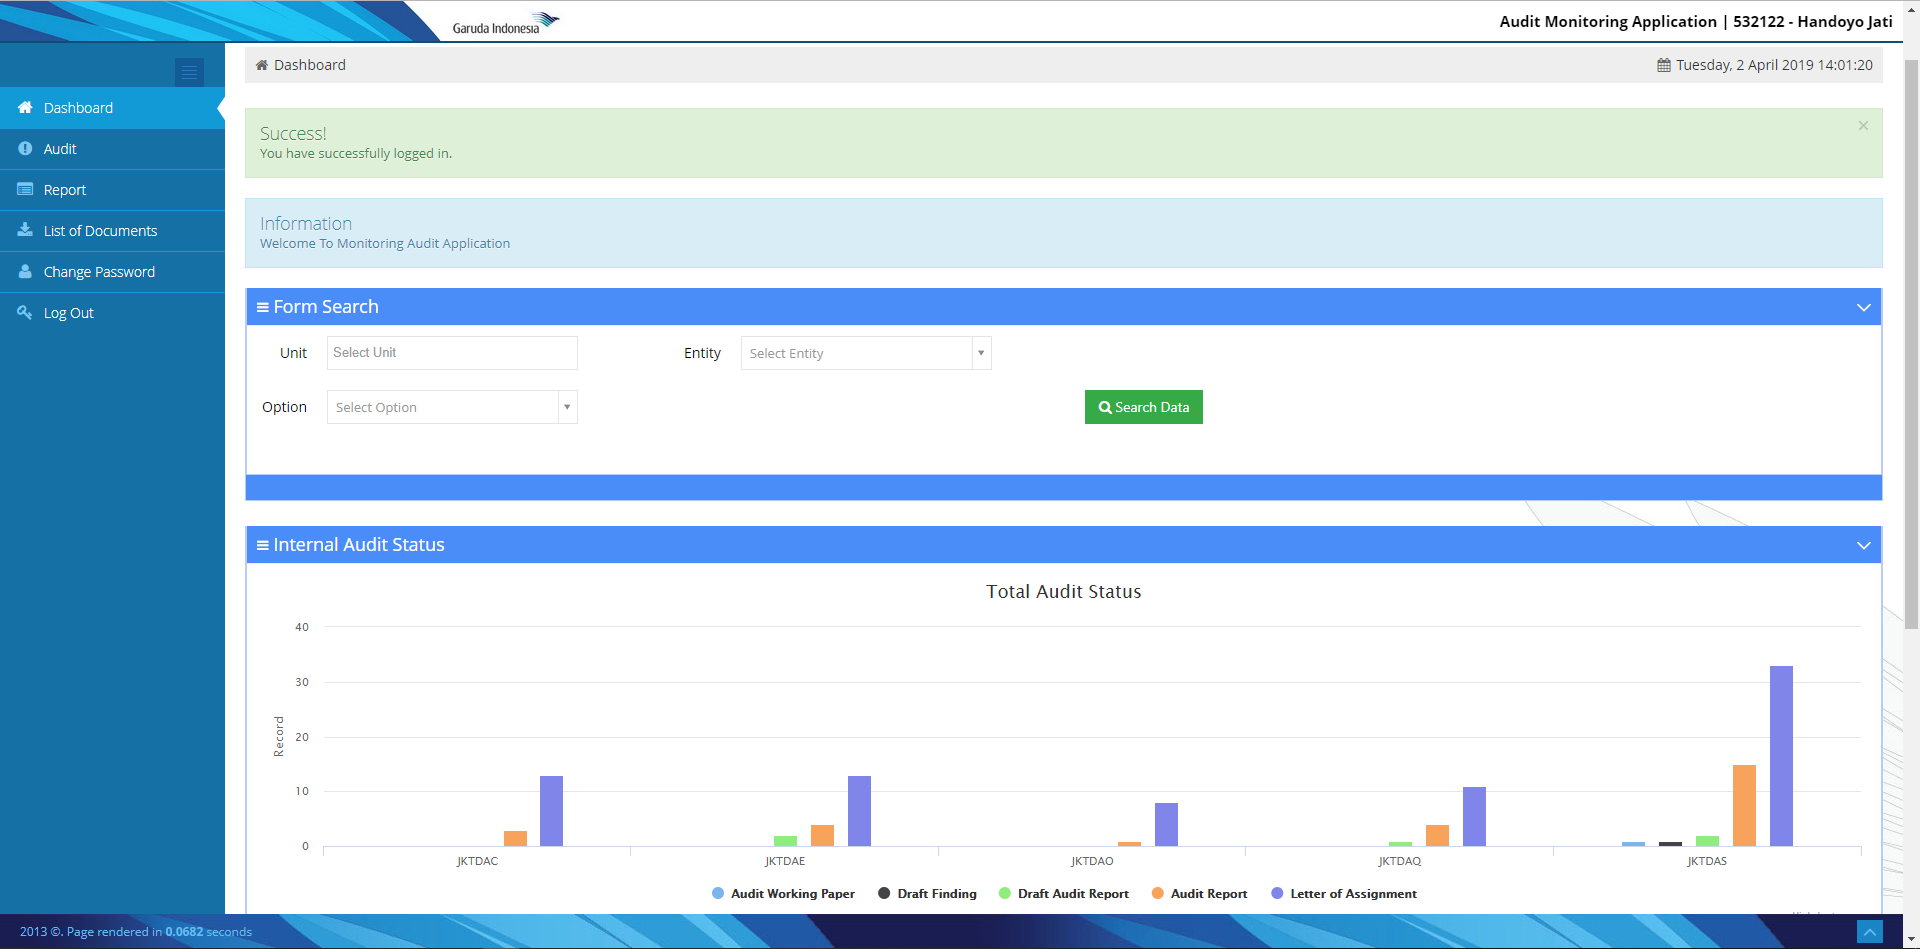 Garuda Indonesia
Audit Monitoring Application | 532122 - Handoyo Jati
Dashboard
Tuesday, 2 April 2019 14:01:20
Dashboard
Audit
Report
List of Documents
Change Password
Log Out
Success!
You have successfully logged in.
×
Information
Welcome To Monitoring Audit Application
Form Search
Unit Select Unit Entity Select Entity
Option Select Option Search Data
Internal Audit Status
Total Audit Status
Record
40
30
20
10
0
JKTDAC JKTDAE JKTDAO JKTDAQ JKTDAS
Audit Working Paper Draft Finding Draft Audit Report Audit Report Letter of Assignment
2013 ©. Page rendered in 0.0682 seconds